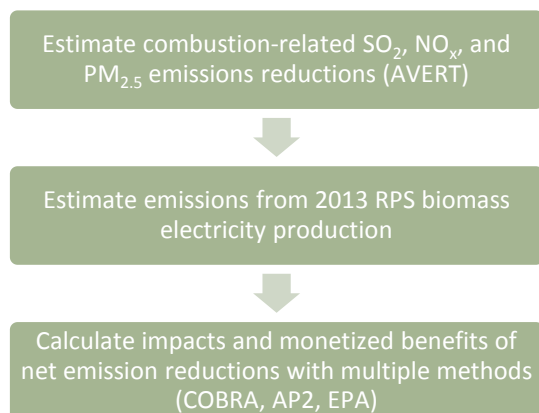 Estimate combustion-related SO₂, NOₓ, and
PM₂.₅ emissions reductions (AVERT)
Estimate emissions from 2013 RPS biomass
electricity production
Calculate impacts and monetized benefits of
net emission reductions with multiple methods
(COBRA, AP2, EPA)